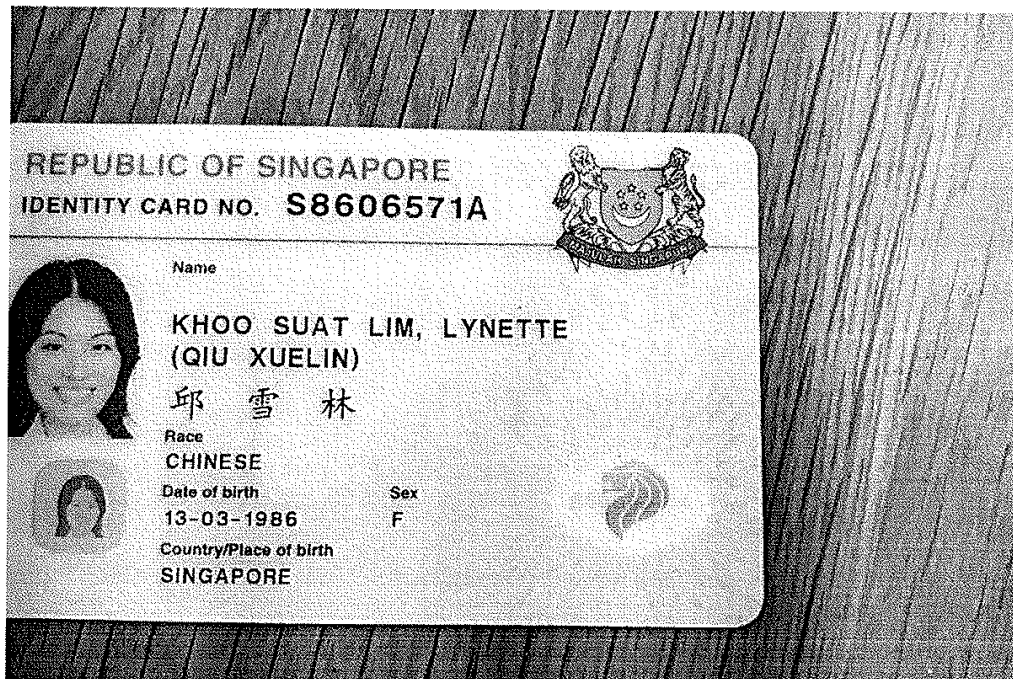 REPUBLIC OF SINGAPORE
IDENTITY CARD NO. S8606571A
Name
KHOO SUAT LIM, LYNETTE
(QIU XUELIN)
邱 雪 林
Race
CHINESE
Date of birth Sex
13-03-1986 F
Country/Place of birth
SINGAPORE